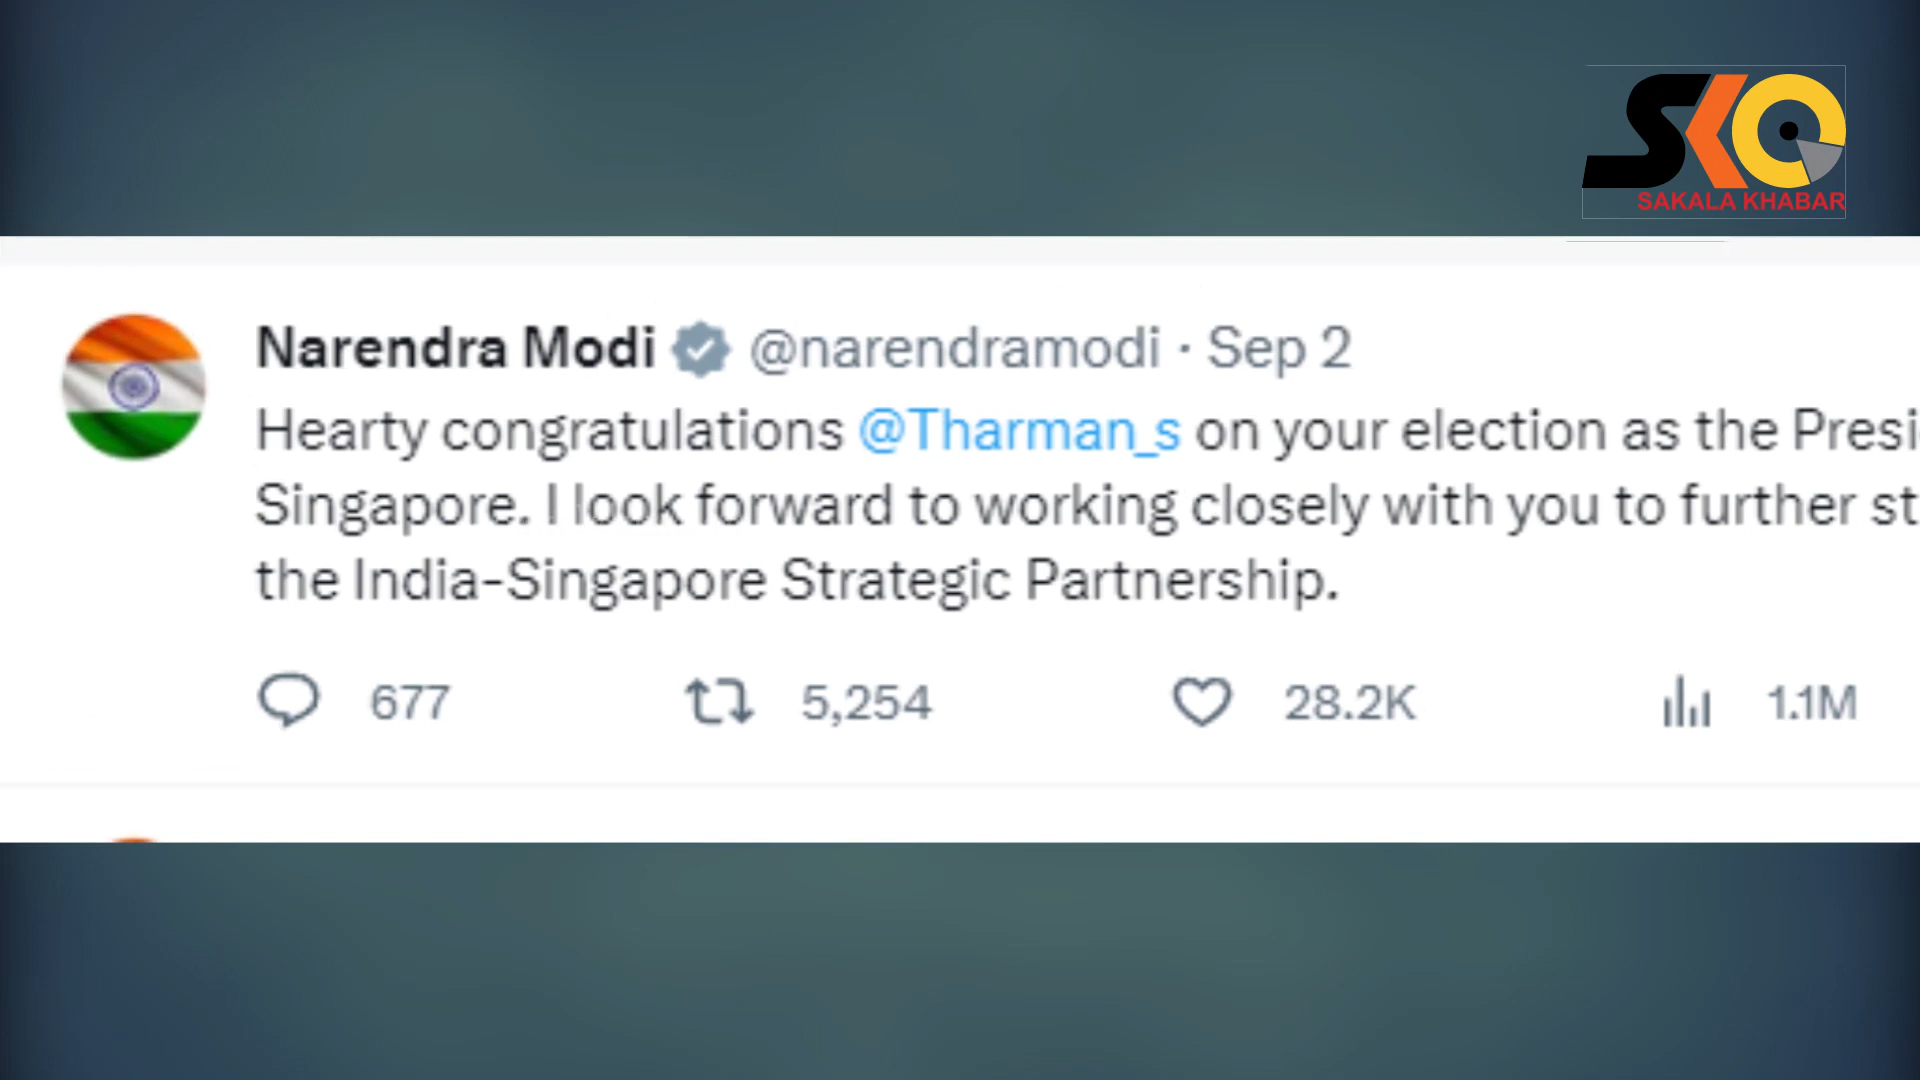 SKO
SAKALA KHABAR
Narendra Modi @narendramodi · Sep 2
Hearty congratulations @Tharman_s on your election as the Presi
Singapore. I look forward to working closely with you to further st
the India-Singapore Strategic Partnership.
677 5,254 28.2K 1.1M